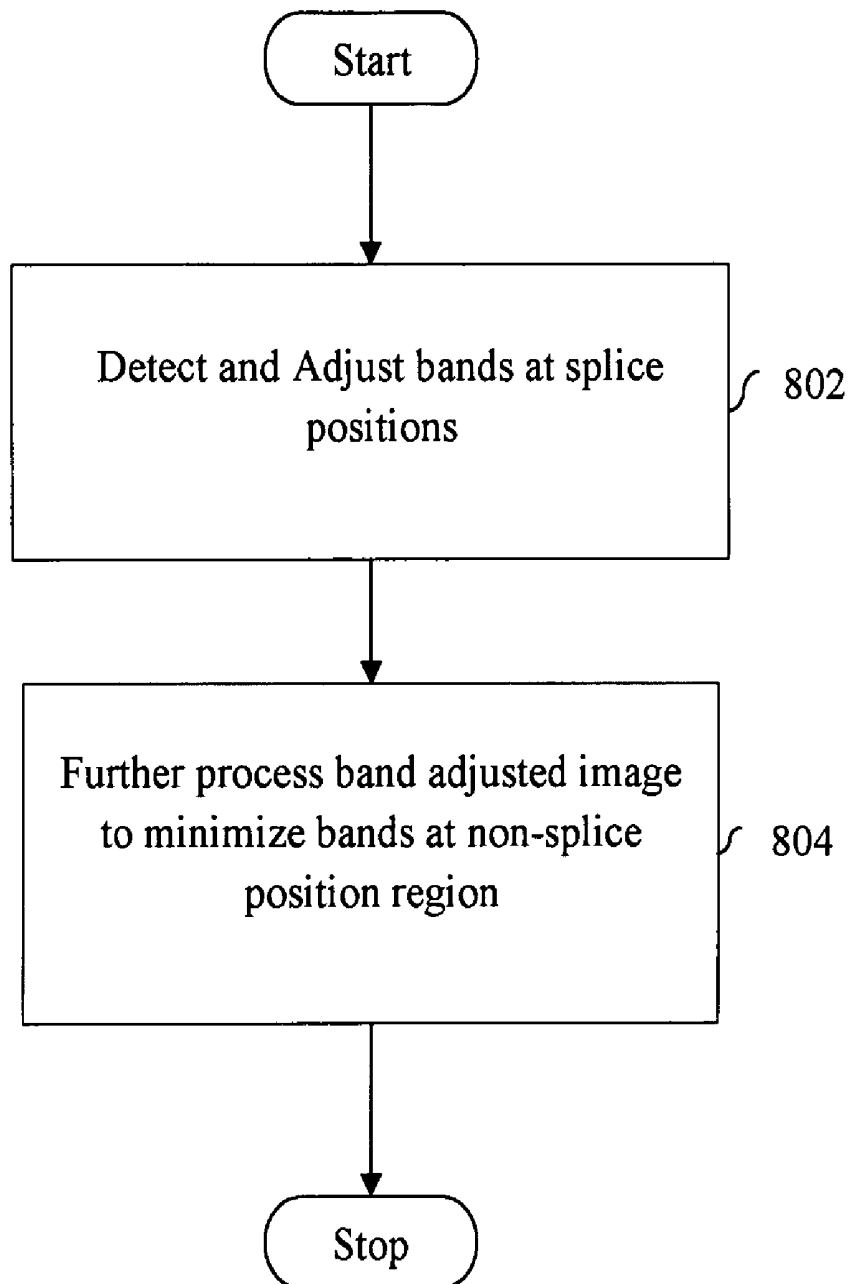 Start
Detect and Adjust bands at splice
positions
802
Further process band adjusted image
to minimize bands at non-splice
position region
804
Stop